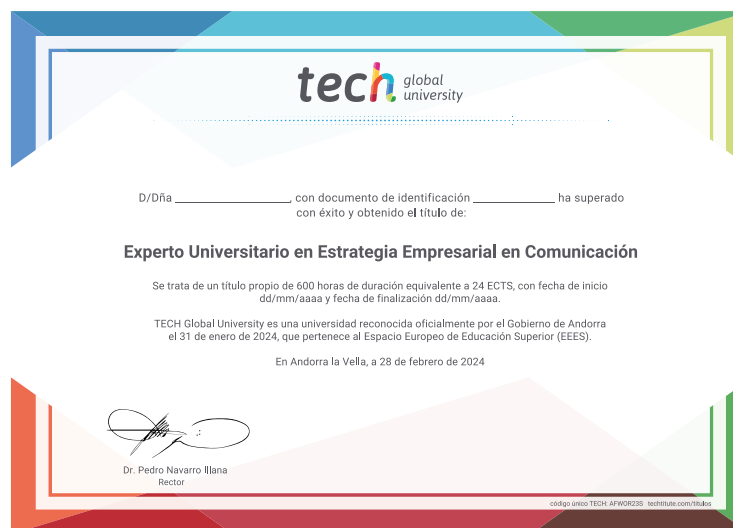 tech global university
D/Dña ____________________, con documento de identificación ______________ ha superado
con éxito y obtenido el título de:
Experto Universitario en Estrategia Empresarial en Comunicación
Se trata de un título propio de 600 horas de duración equivalente a 24 ECTS, con fecha de inicio
dd/mm/aaaa y fecha de finalización dd/mm/aaaa.
TECH Global University es una universidad reconocida oficialmente por el Gobierno de Andorra
el 31 de enero de 2024, que pertenece al Espacio Europeo de Educación Superior (EEES).
En Andorra la Vella, a 28 de febrero de 2024
Dr. Pedro Navarro Illana
Rector
código único TECH: AFWOR23S techtitute.com/titulos